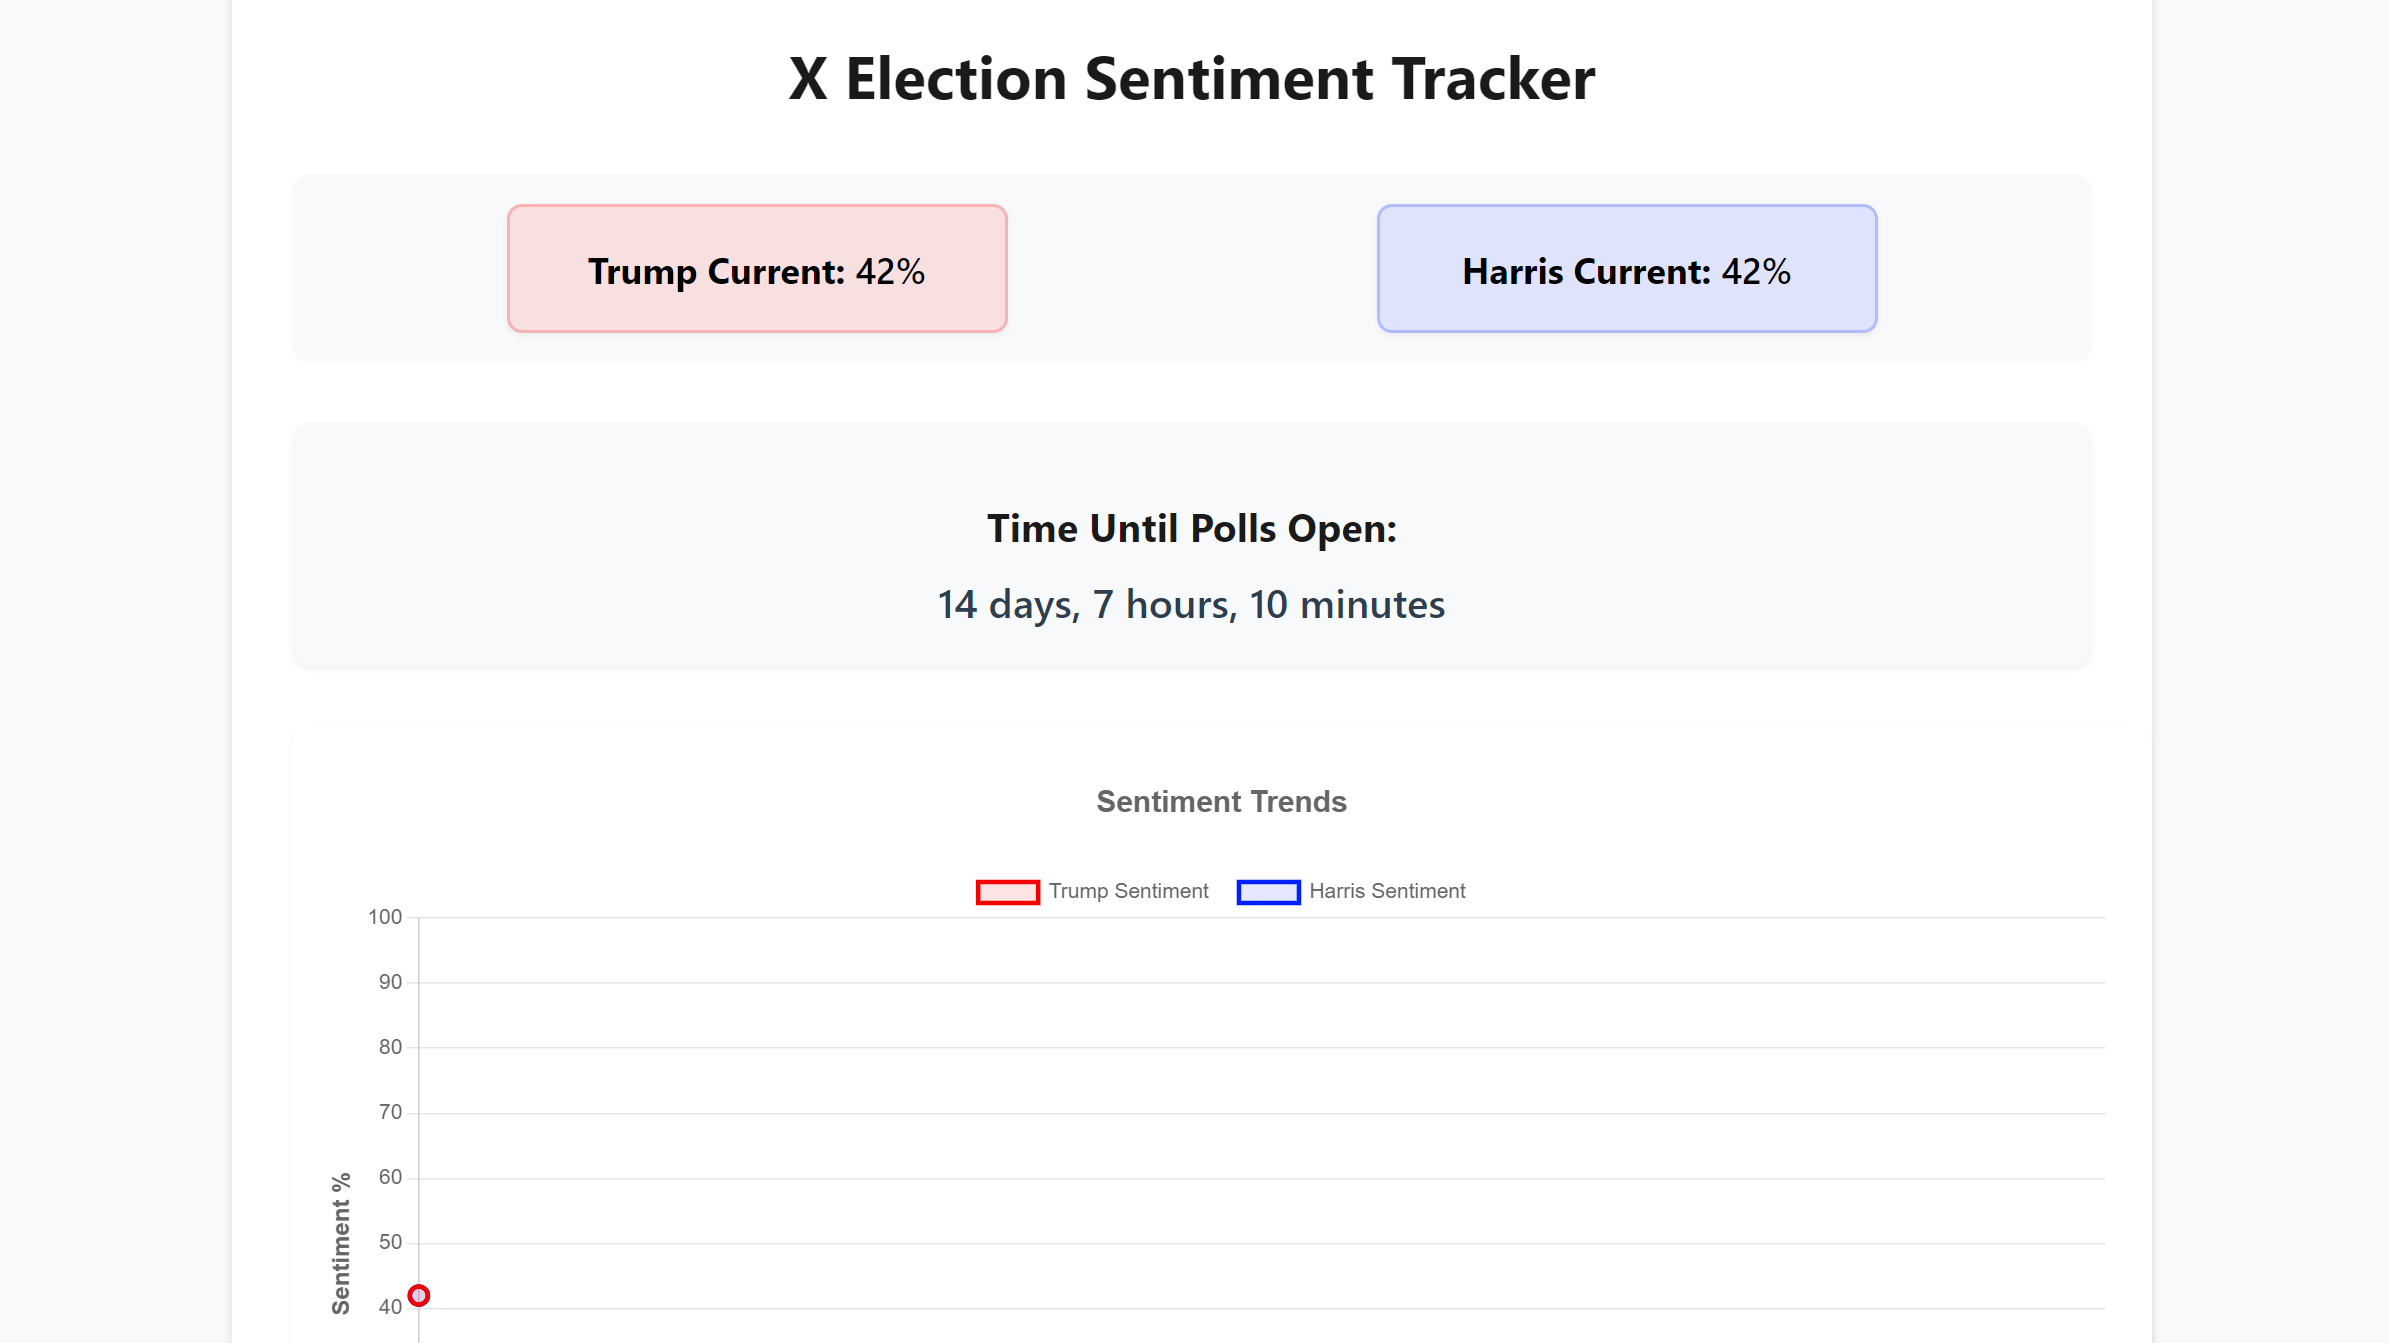 X Election Sentiment Tracker
Trump Current: 42%
Harris Current: 42%
Time Until Polls Open:
14 days, 7 hours, 10 minutes
Sentiment Trends
Trump Sentiment
Harris Sentiment
100
90
80
70
60
50
40
Sentiment %